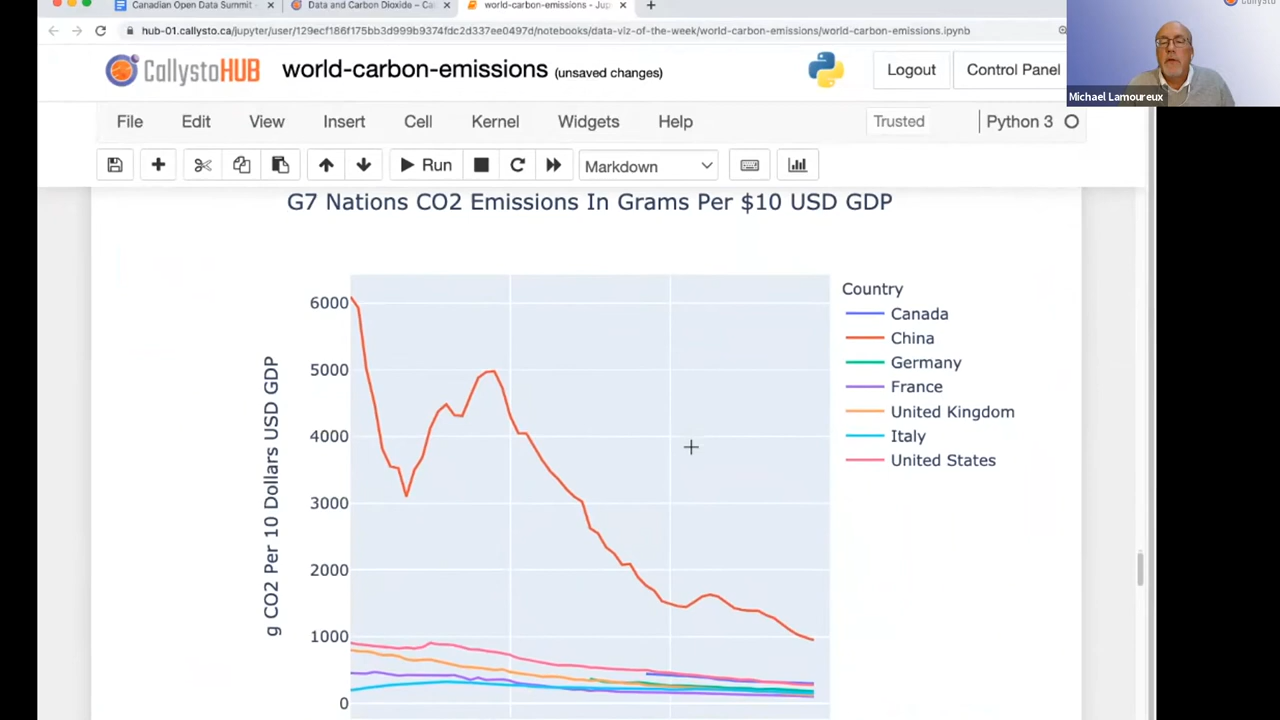 Canadian Open Data Summit
Data and Carbon Dioxide – Ca
world-carbon-emissions - Jup
hub-01.callysto.ca/jupyter/user/129ecf186f175bb3d999b9374fdc2d337ee0497d/notebooks/data-viz-of-the-week/world-carbon-emissions/world-carbon-emissions.ipynb
Callysto
CallystoHUB world-carbon-emissions (unsaved changes)
Logout
Control Panel
Michael Lamoureux
File Edit View Insert Cell Kernel Widgets Help
Trusted
Python 3
Run
Markdown
G7 Nations CO2 Emissions In Grams Per $10 USD GDP
g CO2 Per 10 Dollars USD GDP
6000
5000
4000
3000
2000
1000
0
Country
Canada
China
Germany
France
United Kingdom
Italy
United States